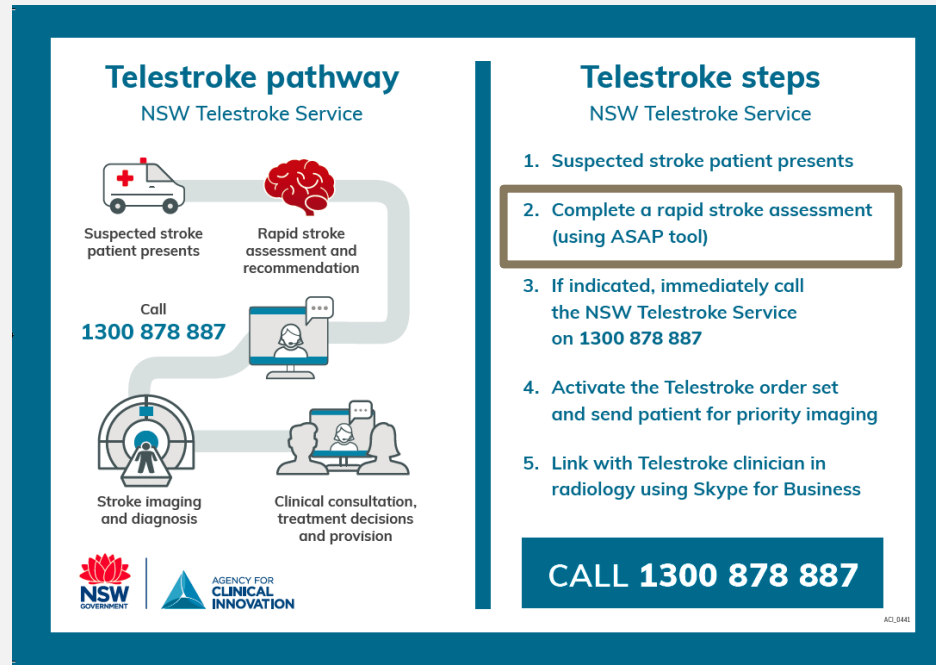 Telestroke pathway
NSW Telestroke Service
Suspected stroke
patient presents
Rapid stroke
assessment and
recommendation
Call
1300 878 887
Stroke imaging
and diagnosis
Clinical consultation,
treatment decisions
and provision
NSW
GOVERNMENT
AGENCY FOR
CLINICAL
INNOVATION
Telestroke steps
NSW Telestroke Service
1. Suspected stroke patient presents
2. Complete a rapid stroke assessment
(using ASAP tool)
3. If indicated, immediately call
the NSW Telestroke Service
on 1300 878 887
4. Activate the Telestroke order set
and send patient for priority imaging
5. Link with Telestroke clinician in
radiology using Skype for Business
CALL 1300 878 887
ACI_0441